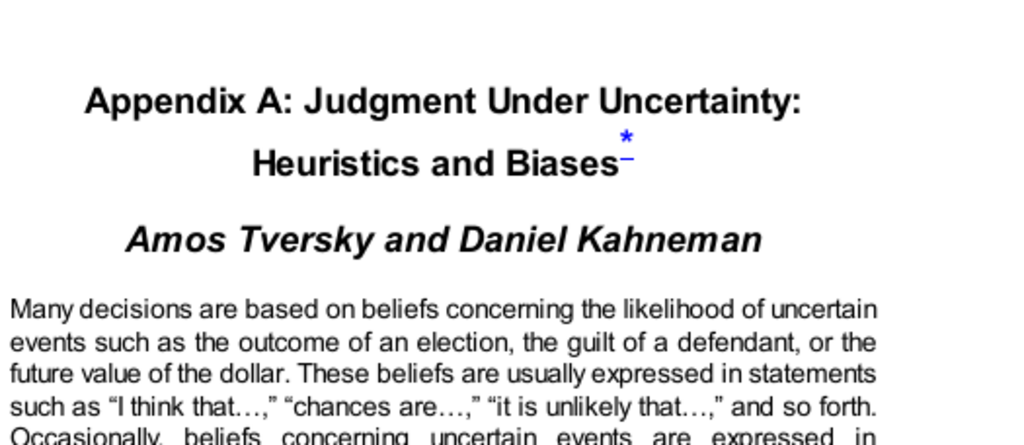 Appendix A: Judgment Under Uncertainty:
Heuristics and Biases*
Amos Tversky and Daniel Kahneman
Many decisions are based on beliefs concerning the likelihood of uncertain
events such as the outcome of an election, the guilt of a defendant, or the
future value of the dollar. These beliefs are usually expressed in statements
such as “I think that…,” “chances are…,” “it is unlikely that…,” and so forth.
Occasionally, beliefs concerning uncertain events are expressed in